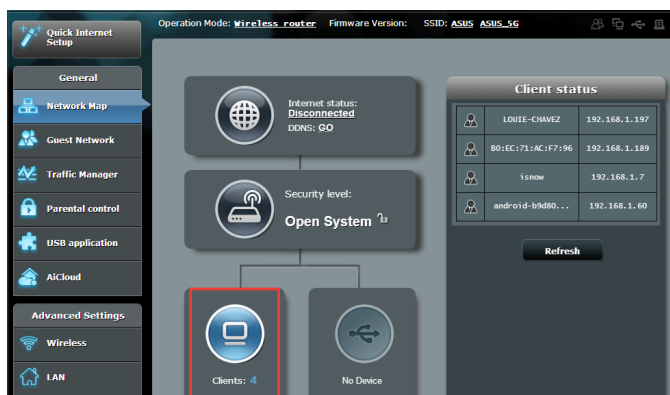 Quick Internet
Setup
Operation Mode: Wireless router Firmware Version: SSID: ASUS ASUS_5G
General
Network Map
Guest Network
Traffic Manager
Parental control
USB application
AiCloud
Advanced Settings
Wireless
LAN
Internet status:
Disconnected
DDNS: GO
Security level:
Open System
Clients: 4
No Device
Client status
LOUIE-CHAVEZ 192.168.1.197
80:EC:71:AC:F7:96 192.168.1.189
isnow 192.168.1.7
android-b9d80... 192.168.1.60
Refresh